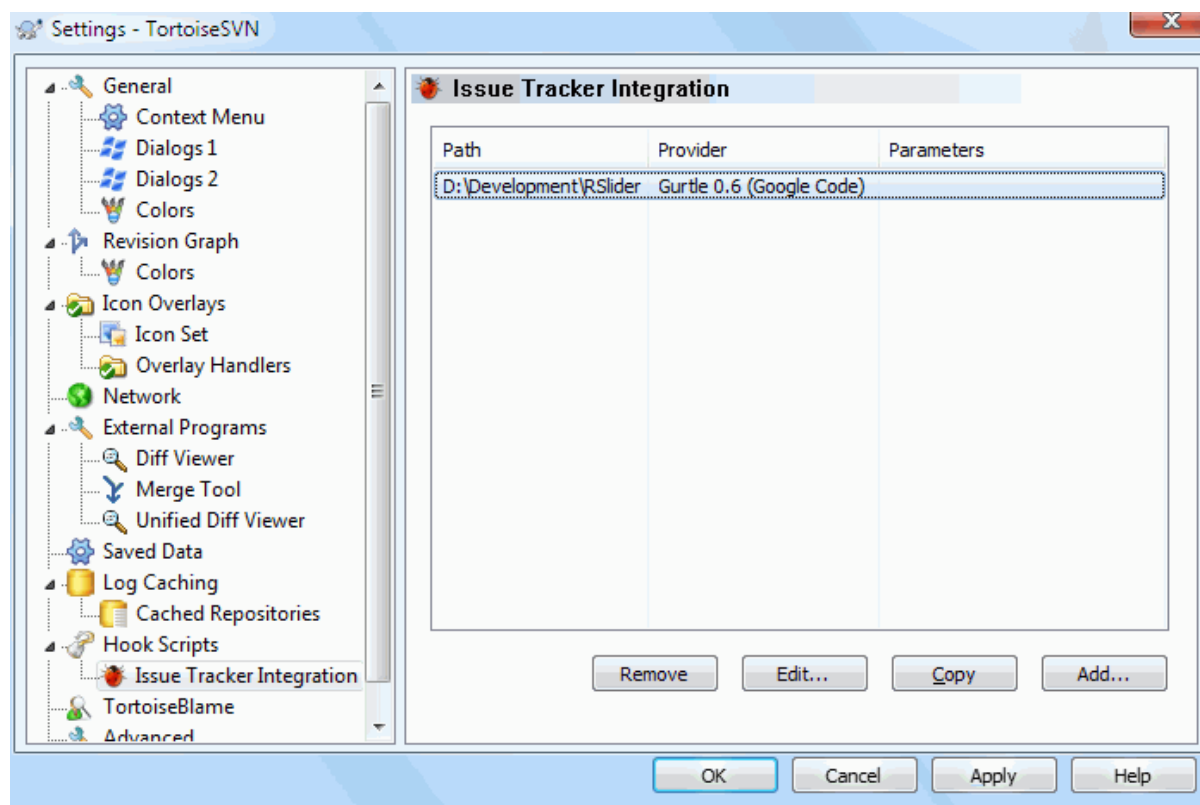 Settings - TortoiseSVN
General
Context Menu
Dialogs 1
Dialogs 2
Colors
Revision Graph
Colors
Icon Overlays
Icon Set
Overlay Handlers
Network
External Programs
Diff Viewer
Merge Tool
Unified Diff Viewer
Saved Data
Log Caching
Cached Repositories
Hook Scripts
Issue Tracker Integration
TortoiseBlame
Advanced
Issue Tracker Integration
Path Provider Parameters
D:\Development\RSlider Gurtle 0.6 (Google Code)
Remove Edit... Copy Add...
OK Cancel Apply Help